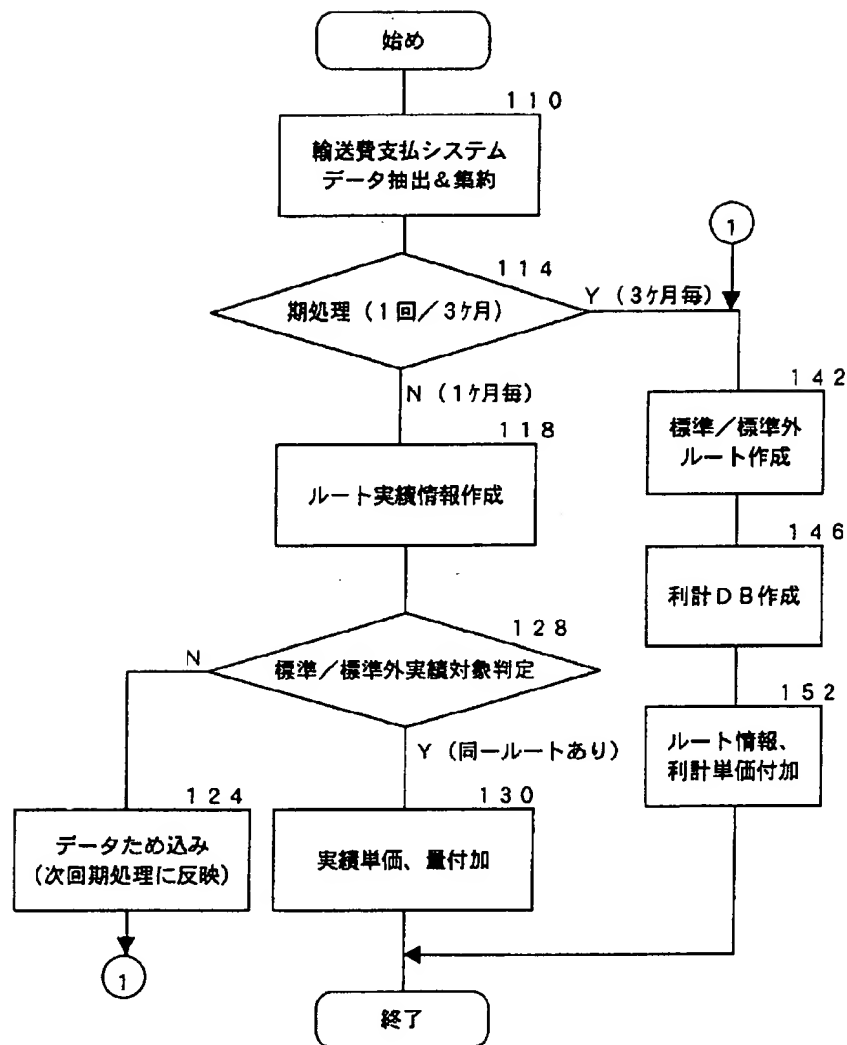 始め
110
輸送費支払システム
データ抽出&集約
1
114
期処理(1回/3ヶ月)
Y(3ヶ月毎)
N(1ヶ月毎)
142
標準/標準外
ルート作成
118
ルート実績情報作成
146
利計DB作成
128
N
標準/標準外実績対象判定
152
ルート情報、
利計単価付加
Y(同一ルートあり)
124
データため込み
(次回期処理に反映)
130
実績単価、量付加
1
終了